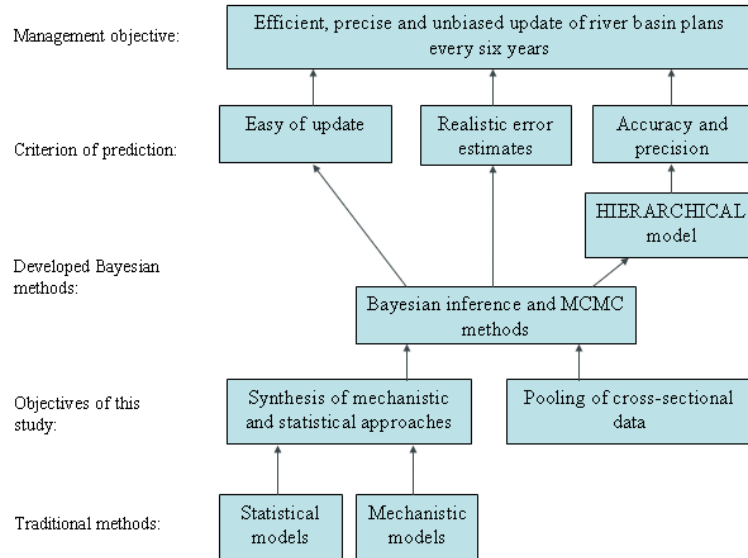 Management objective:
Efficient, precise and unbiased update of river basin plans
every six years
Criterion of prediction:
Easy of update
Realistic error
estimates
Accuracy and
precision
HIERARCHICAL
model
Developed Bayesian
methods:
Bayesian inference and MCMC
methods
Objectives of this
study:
Synthesis of mechanistic
and statistical approaches
Pooling of cross-sectional
data
Traditional methods:
Statistical
models
Mechanistic
models